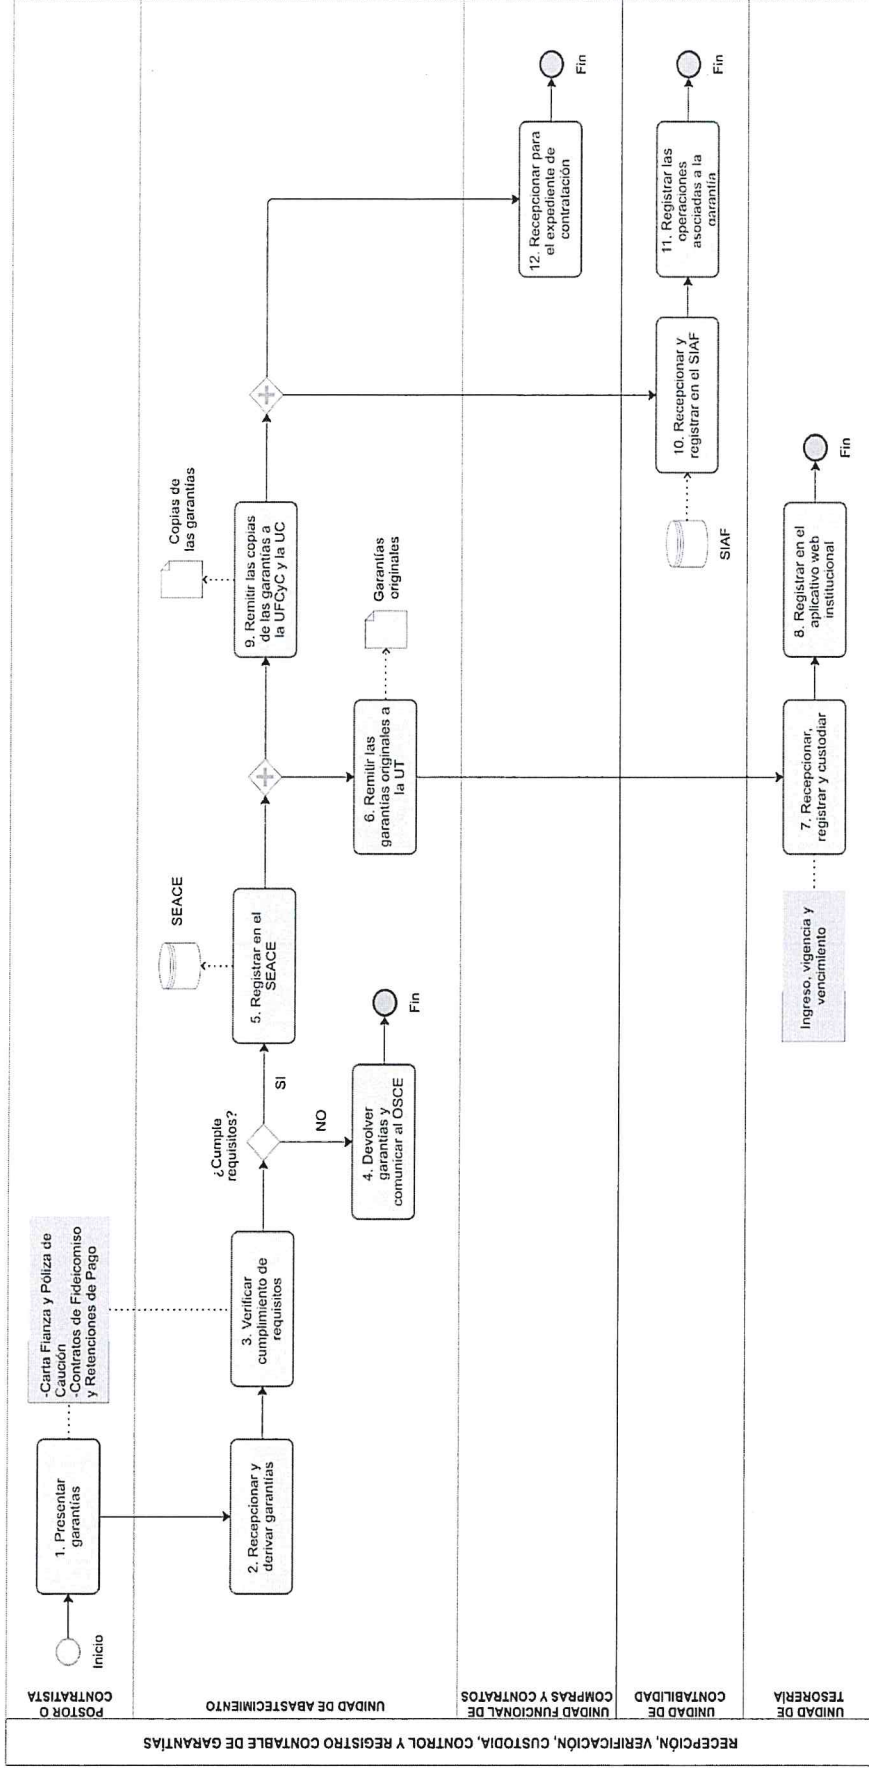 RECEPCIÓN, VERIFICACIÓN, CUSTODIA, CONTROL Y REGISTRO CONTABLE DE GARANTÍAS
POSTOR O
CONTRATISTA
Inicio
1. Presentar
garantías
-Carta Fianza y Póliza de
Caución
-Contratos de Fideicomiso
y Retenciones de Pago
UNIDAD DE ABASTECIMIENTO
2. Recepcionar y
derivar garantías
3. Verificar
cumplimiento de
requisitos
¿Cumple
requisitos?
SI
NO
4. Devolver
garantías y
comunicar al OSCE
Fin
5. Registrar en el
SEACE
SEACE
6. Remitir las
garantías originales a
la UT
Garantías
originales
9. Remitir las copias
de las garantías a
la UFCyC y la UC
Copias de
las garantías
UNIDAD FUNCIONAL DE
COMPRAS Y CONTRATOS
12. Recepcionar para
el expediente de
contratación
Fin
UNIDAD DE
CONTABILIDAD
SIAF
10. Recepcionar y
registrar en el SIAF
11. Registrar las
operaciones
asociadas a la
garantía
Fin
UNIDAD DE
TESORERÍA
Ingreso, vigencia y
vencimiento
7. Recepcionar,
registrar y custodiar
8. Registrar en el
aplicativo web
institucional
Fin